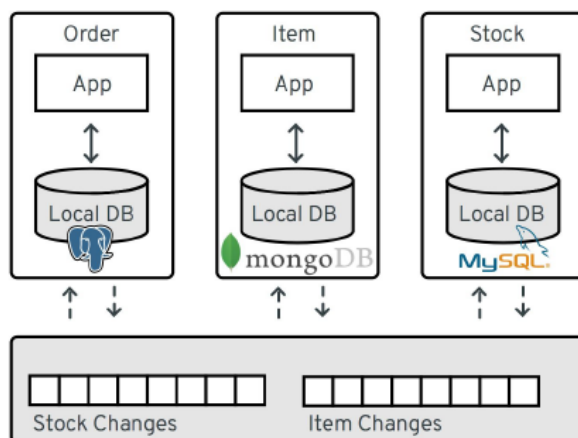 Order
Item
Stock
App
App
App
Local DB
Local DB
Local DB
mongoDB
MySQL®
Stock Changes
Item Changes